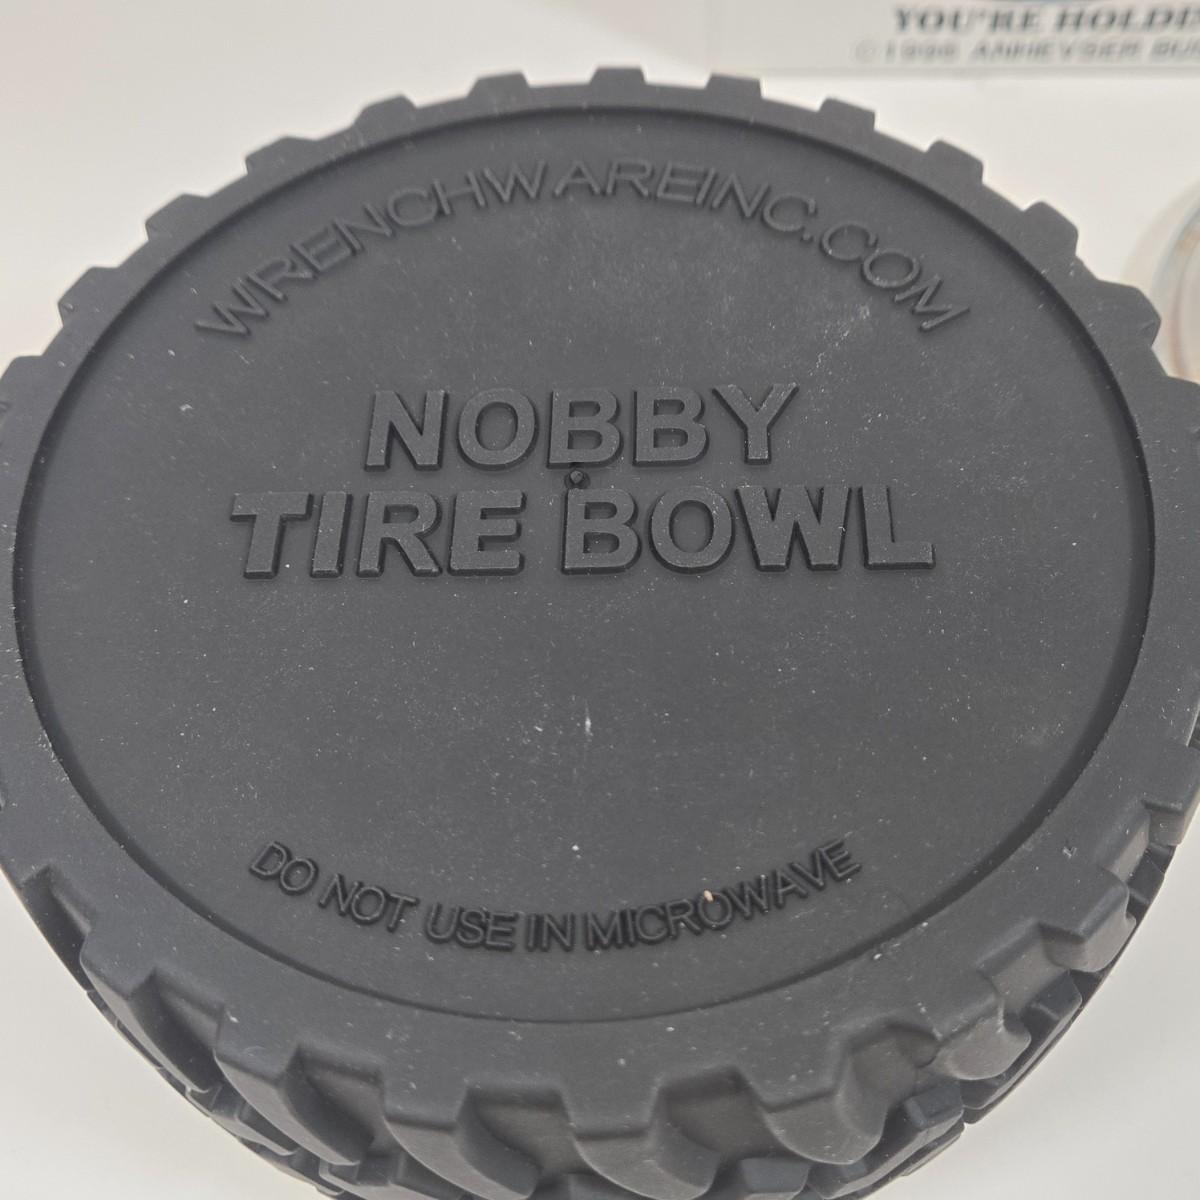 YOU'RE HOLDI
© 1996 ANHEUSER BU
WRENCHWAREINC.COM
NOBBY
TIRE BOWL
DO NOT USE IN MICROWAVE